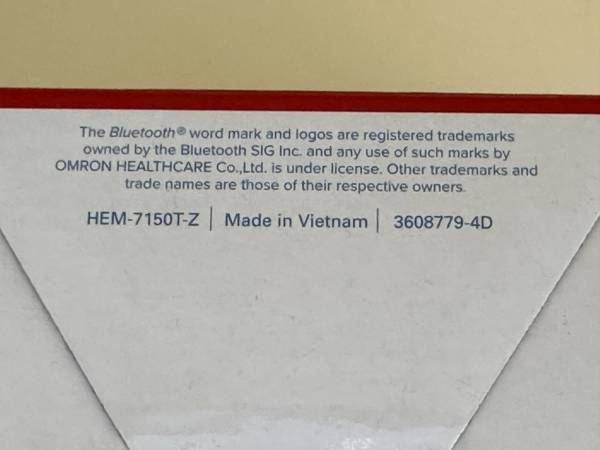 The Bluetooth® word mark and logos are registered trademarks
owned by the Bluetooth SIG Inc. and any use of such marks by
OMRON HEALTHCARE Co.,Ltd. is under license. Other trademarks and
trade names are those of their respective owners.
HEM-7150T-Z | Made in Vietnam | 3608779-4D